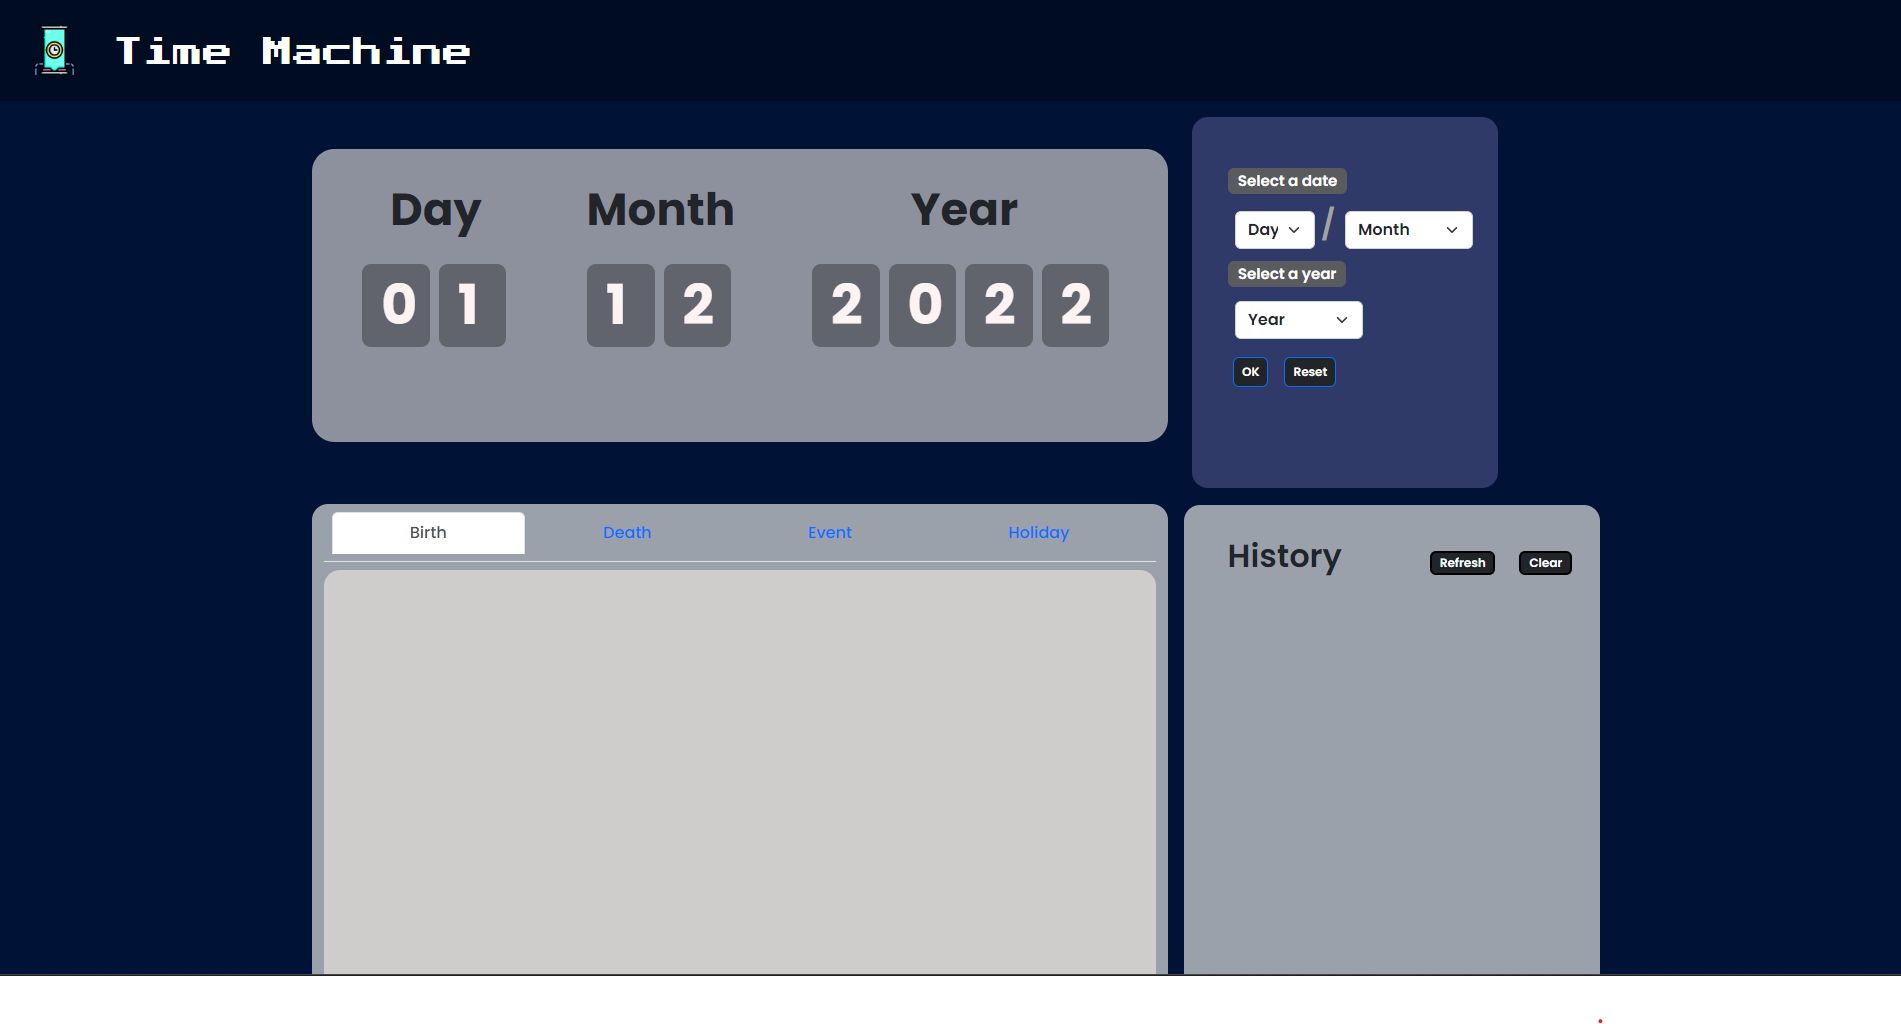 Time Machine
Day Month Year
0 1 1 2 2 0 2 2
Select a date
Day / Month
Select a year
Year
OK Reset
Birth Death Event Holiday
History Refresh Clear